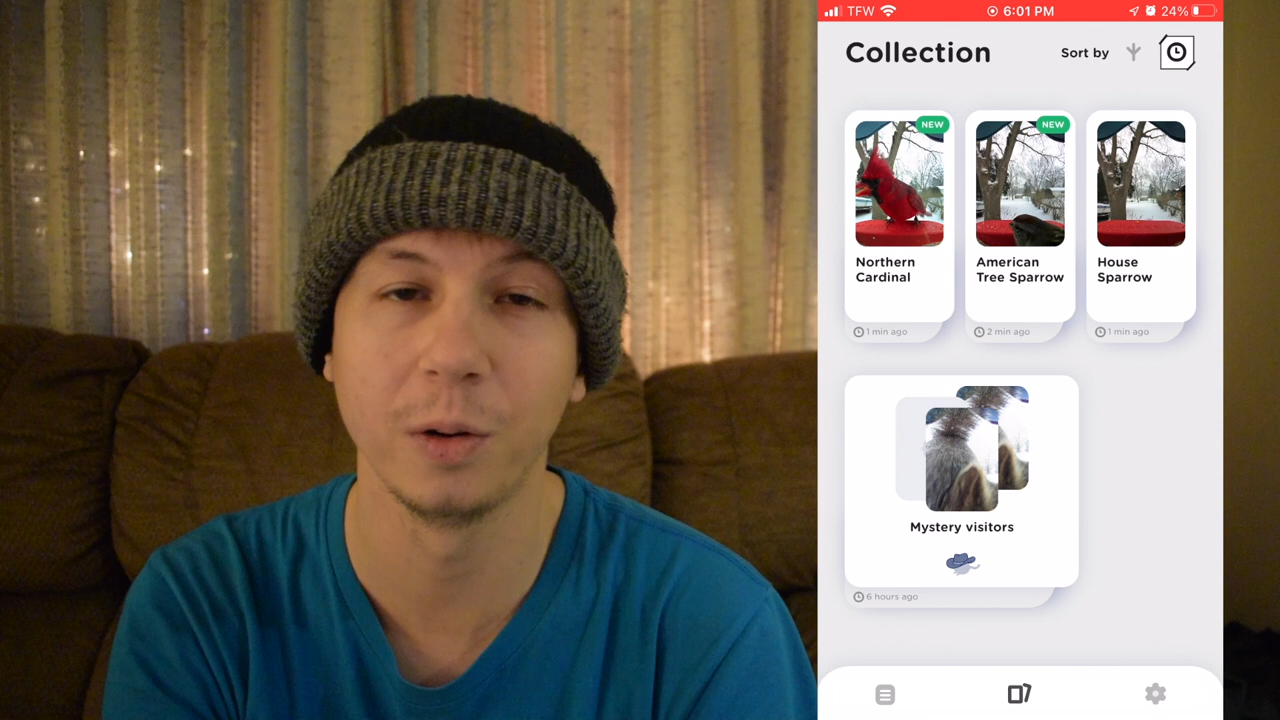 TFW 6:01 PM 24%
Collection Sort by
NEW NEW
Northern American House
Cardinal Tree Sparrow Sparrow
1 min ago 2 min ago 1 min ago
Mystery visitors
6 hours ago